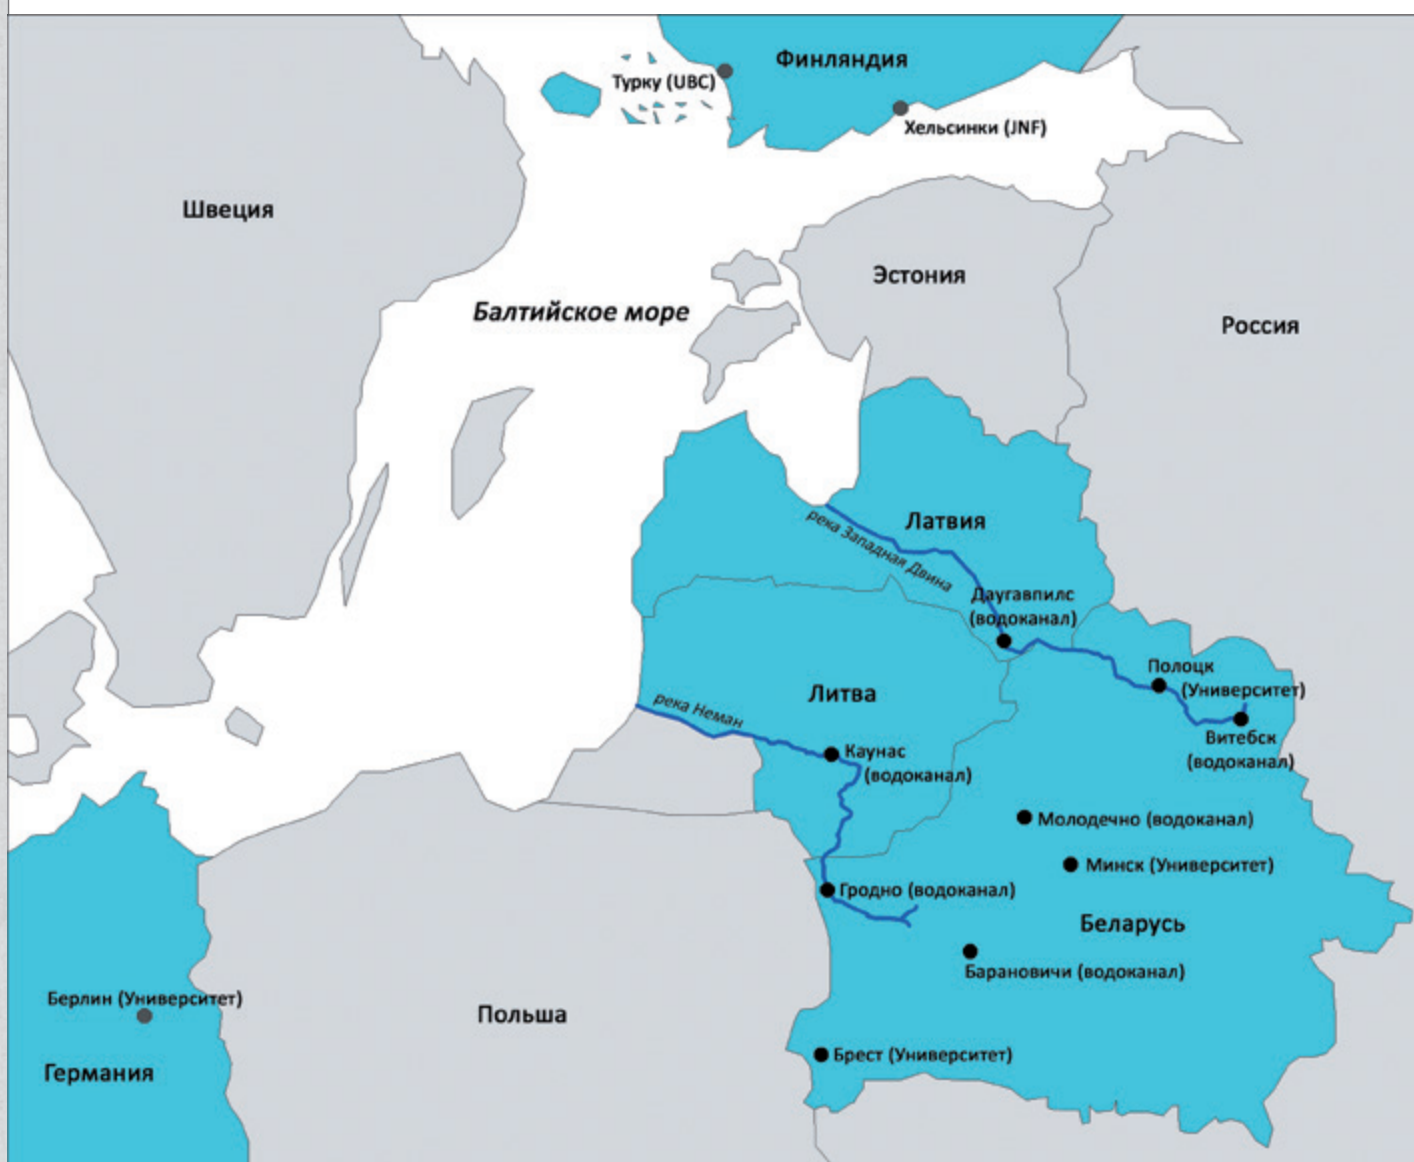 Финляндия
Турку (UBC)
Хельсинки (JNF)
Швеция
Эстония
Балтийское море
Россия
Латвия
река Западная Двина
Даугавпилс
(водоканал)
Полоцк
(Университет)
Литва
река Неман
Витебск
(водоканал)
Каунас
(водоканал)
Молодечно (водоканал)
Минск (Университет)
Гродно (водоканал)
Беларусь
Барановичи (водоканал)
Берлин (Университет)
Польша
Брест (Университет)
Германия